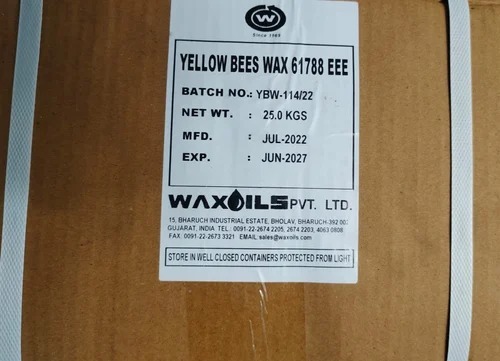 W
Since 1985
YELLOW BEES WAX 61788 EEE
BATCH NO.: YBW-114/22
NET WT. : 25.0 KGS
MFD. : JUL-2022
EXP. : JUN-2027
WAXOILS PVT. LTD.
15, BHARUCH INDUSTRIAL ESTATE, BHOLAV, BHARUCH-392 00
GUJARAT, INDIA TEL.: 0091-22-2674 2205, 2674 2203, 4063 0808
FAX: 0091-22-2673 3321 EMAIL:sales@waxoils.com
STORE IN WELL CLOSED CONTAINERS PROTECTED FROM LIGHT